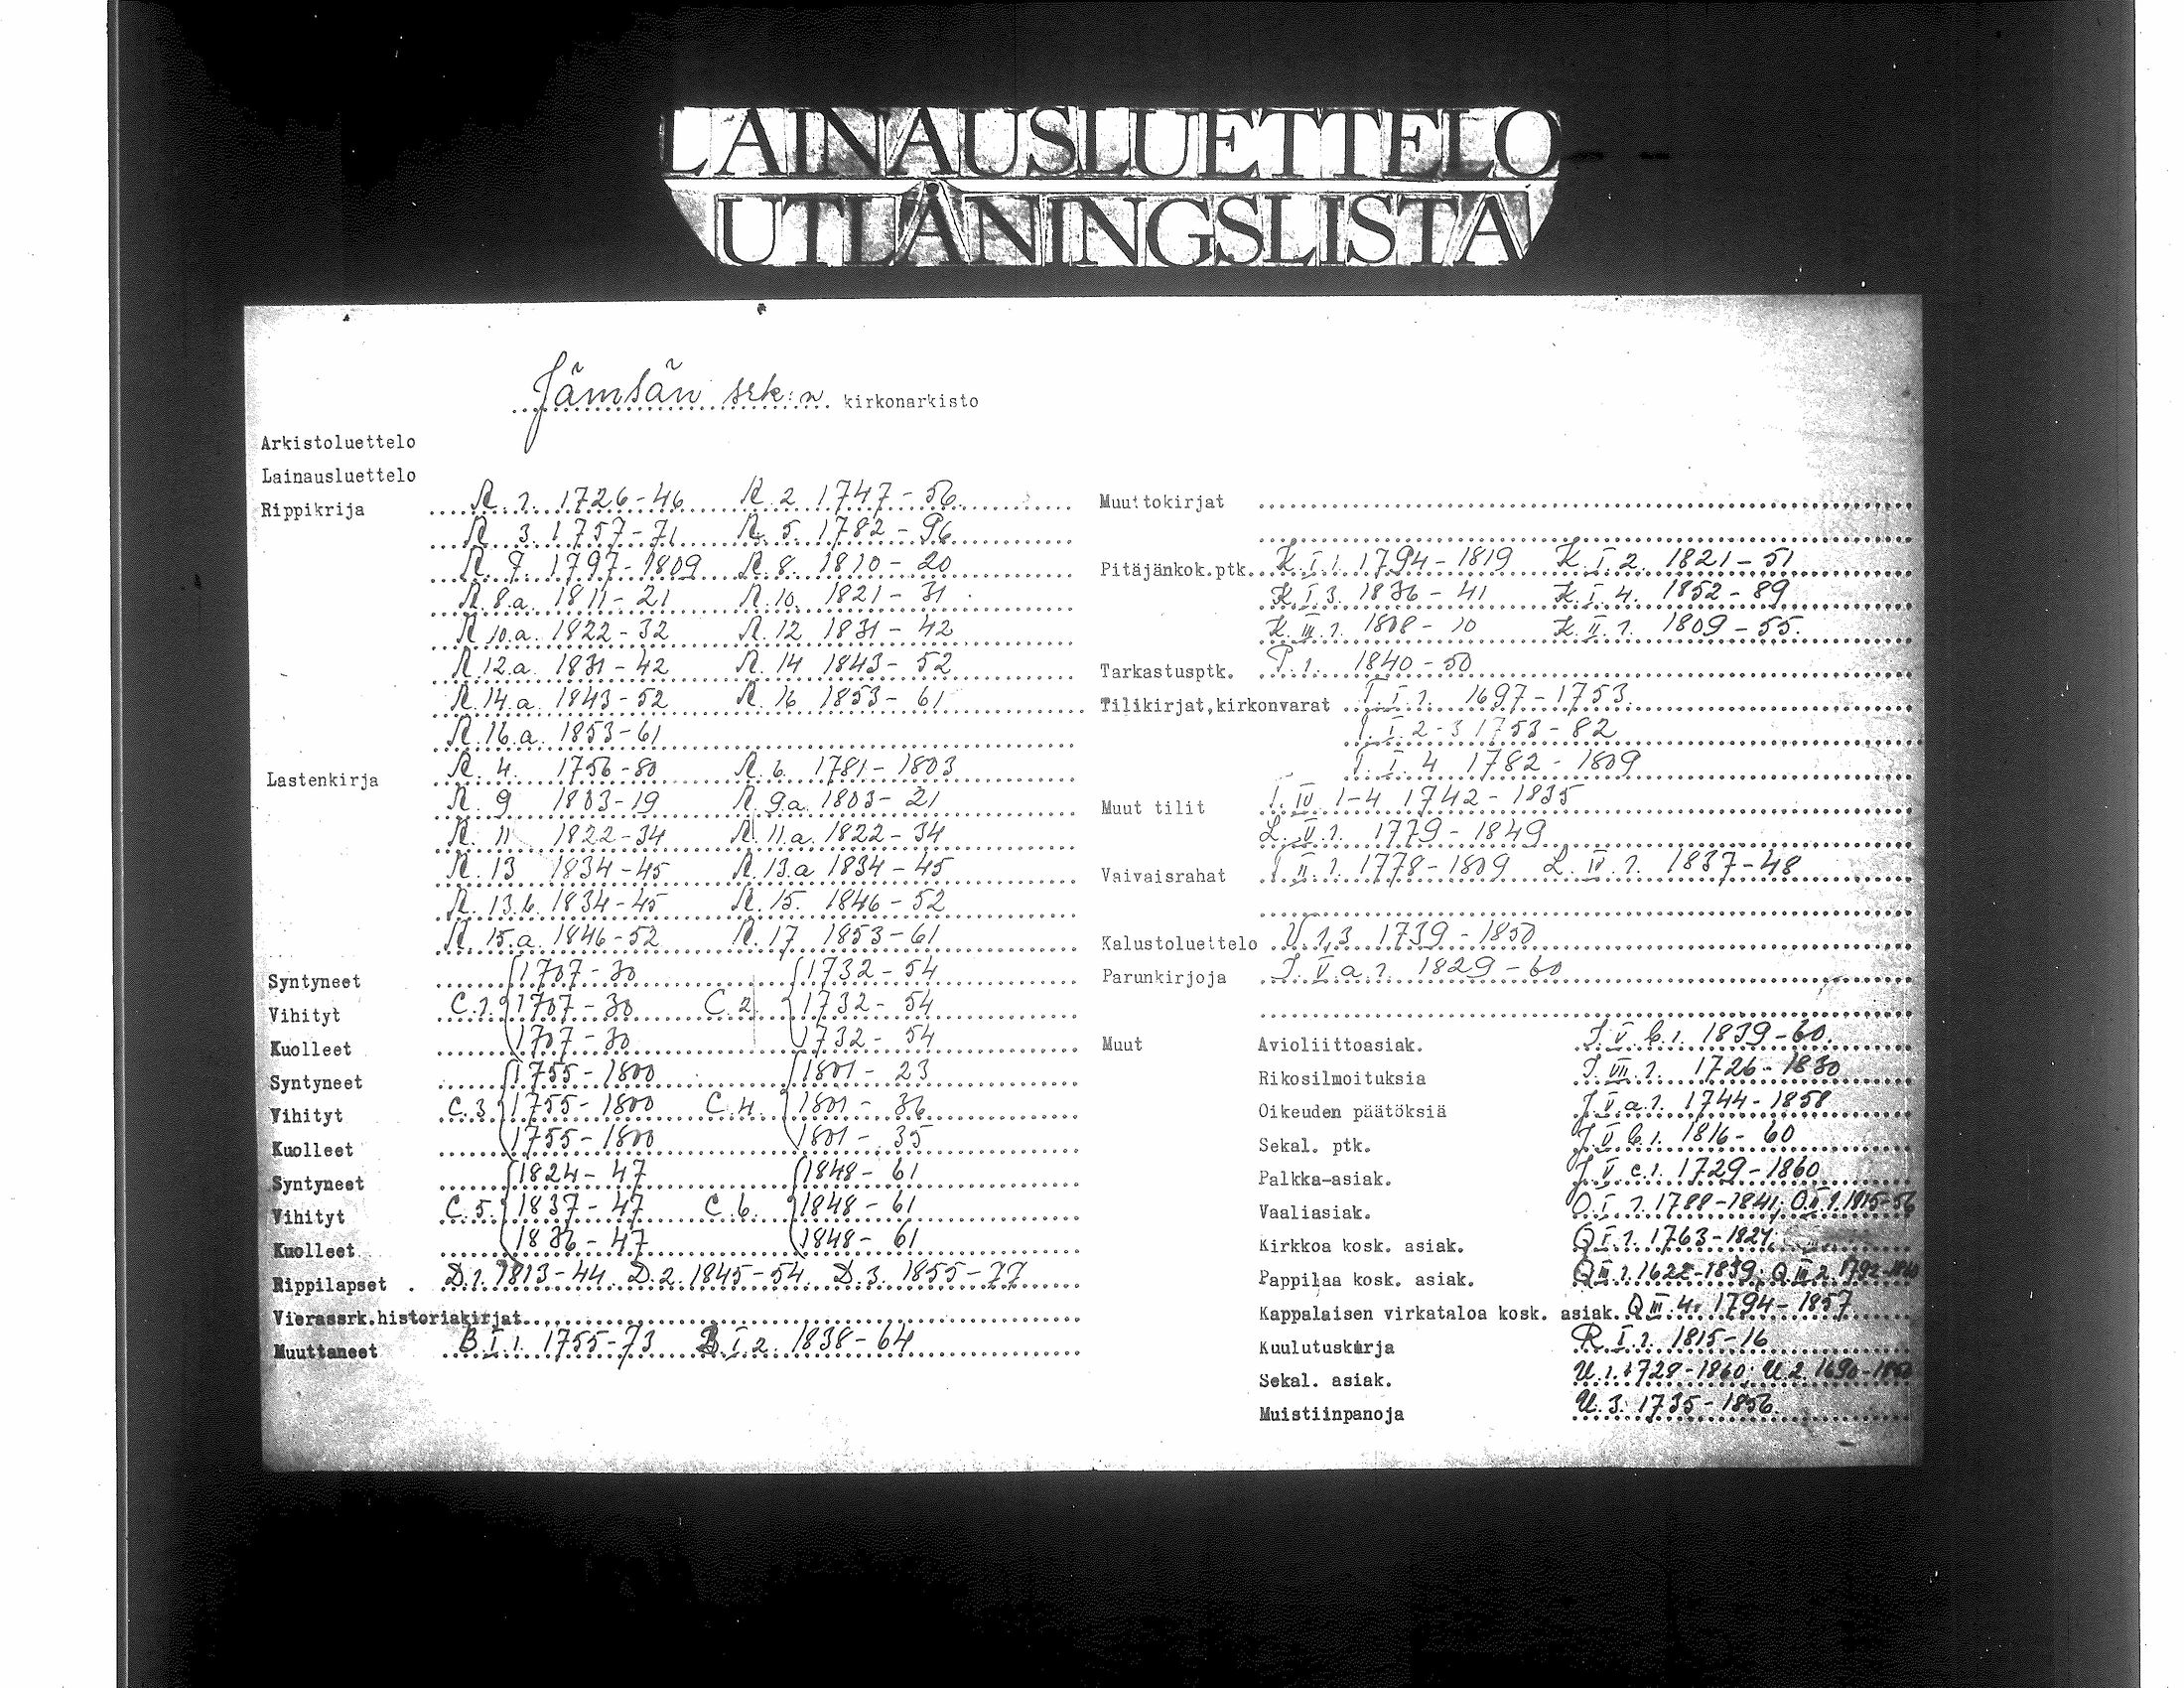 LAINAUSLUETTELO
UTLÅNINGSLISTA
Jämsän srk:n kirkonarkisto
Arkistoluettelo
Lainausluettelo
Rippikrija R. 1. 1726-46 R. 2 1747-56
R. 3. 1757-71 R. 5. 1782-96
R. 7. 1797-1809 R. 8. 1810-20
R. 8.a. 1811-21 R. 10. 1821-31
R. 10.a. 1822-32 R. 12 1831-42
R. 12.a. 1831-42 R. 14 1843-52
R. 14.a. 1843-52 R. 16 1853-61
R. 16.a. 1853-61
Lastenkirja R. 4. 1756-80 R. 6. 1781-1803
R. 9 1803-19 R. 9.a. 1803-21
R. 11 1822-34 R. 11.a. 1822-34
R. 13 1834-45 R. 13.a 1834-45
R. 13.b. 1834-45 R. 15. 1846-52
R. 15.a. 1846-52 R. 17 1853-61
Syntyneet 1707-30 1732-54
Vihityt C.1. 1707-30 C.2. 1732-54
Kuolleet 1707-30 1732-54
Syntyneet 1755-1800 1801-23
Vihityt C.3. 1755-1800 C.4. 1801-36
Kuolleet 1755-1800 1801-35
Syntyneet 1824-47 1848-61
Vihityt C.5. 1837-47 C.6. 1848-61
Kuolleet 1836-47 1848-61
Rippilapset D.1. 1813-44 D.2. 1845-54 D.3. 1855-77
Vierassrk.historiakirjat
Muuttaneet B.I.1. 1755-73 B.I.2. 1838-64
Muuttokirjat
Pitäjänkok.ptk. K.I.1. 1794-1819 K.I.2. 1821-51
K.I.3. 1836-41 K.I.4. 1852-89
K.III.1. 1808-10 K.II.1. 1809-55.
Tarkastusptk. P.1. 1840-50
Tilikirjat,kirkonvarat I.I.1. 1697-1753.
I.I.2-3 1753-82
I.I.4 1782-1809
Muut tilit I.IV 1-4 1742-1835
L.V.1. 1779-1849
Vaivaisrahat I.II.1. 1778-1809 L.IV.1. 1837-48
Kalustoluettelo V.1,3. 1739-1850
Parunkirjoja J.V.a.1. 1829-60
Muut Avioliittoasiak. J.V.b.1. 1839-60.
Rikosilmoituksia J.VII.1. 1726-1830
Oikeuden päätöksiä J.V.a.1. 1744-1858
Sekal. ptk. J.V.b.1. 1816-60
Palkka-asiak. J.V.c.1. 1729-1860
Vaaliasiak. O.I.1. 1788-1841; O.II.1. 1815-56
Kirkkoa kosk. asiak. Q.I.1. 1763-1824
Pappilaa kosk. asiak. Q.II.1. 1622-1839;
Kappalaisen virkataloa kosk. asiak. Q.III.4. 1794-1857
Kuulutuskirja R.I.1. 1815-16
Sekal. asiak. U.1. 1728-1860; U.2. 1690-1850
Muistiinpanoja U.3. 1735-1856.